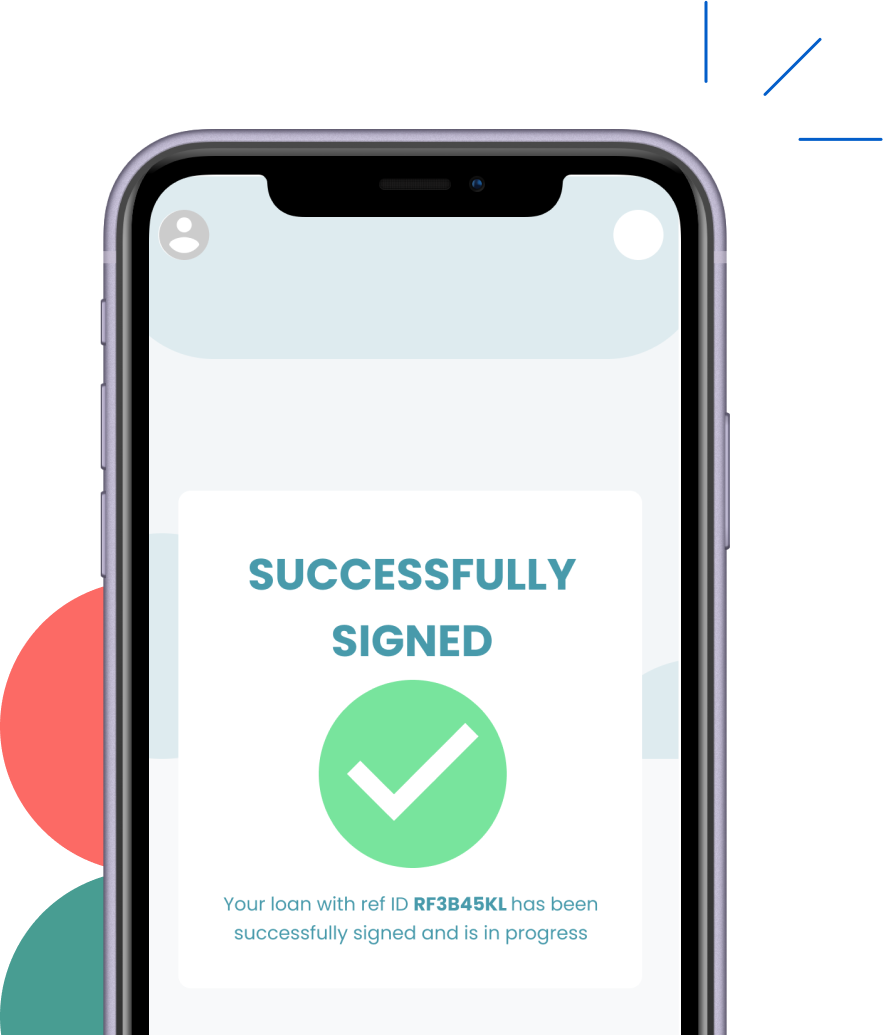 SUCCESSFULLY
SIGNED
Your loan with ref ID RF3B45KL has been
successfully signed and is in progress